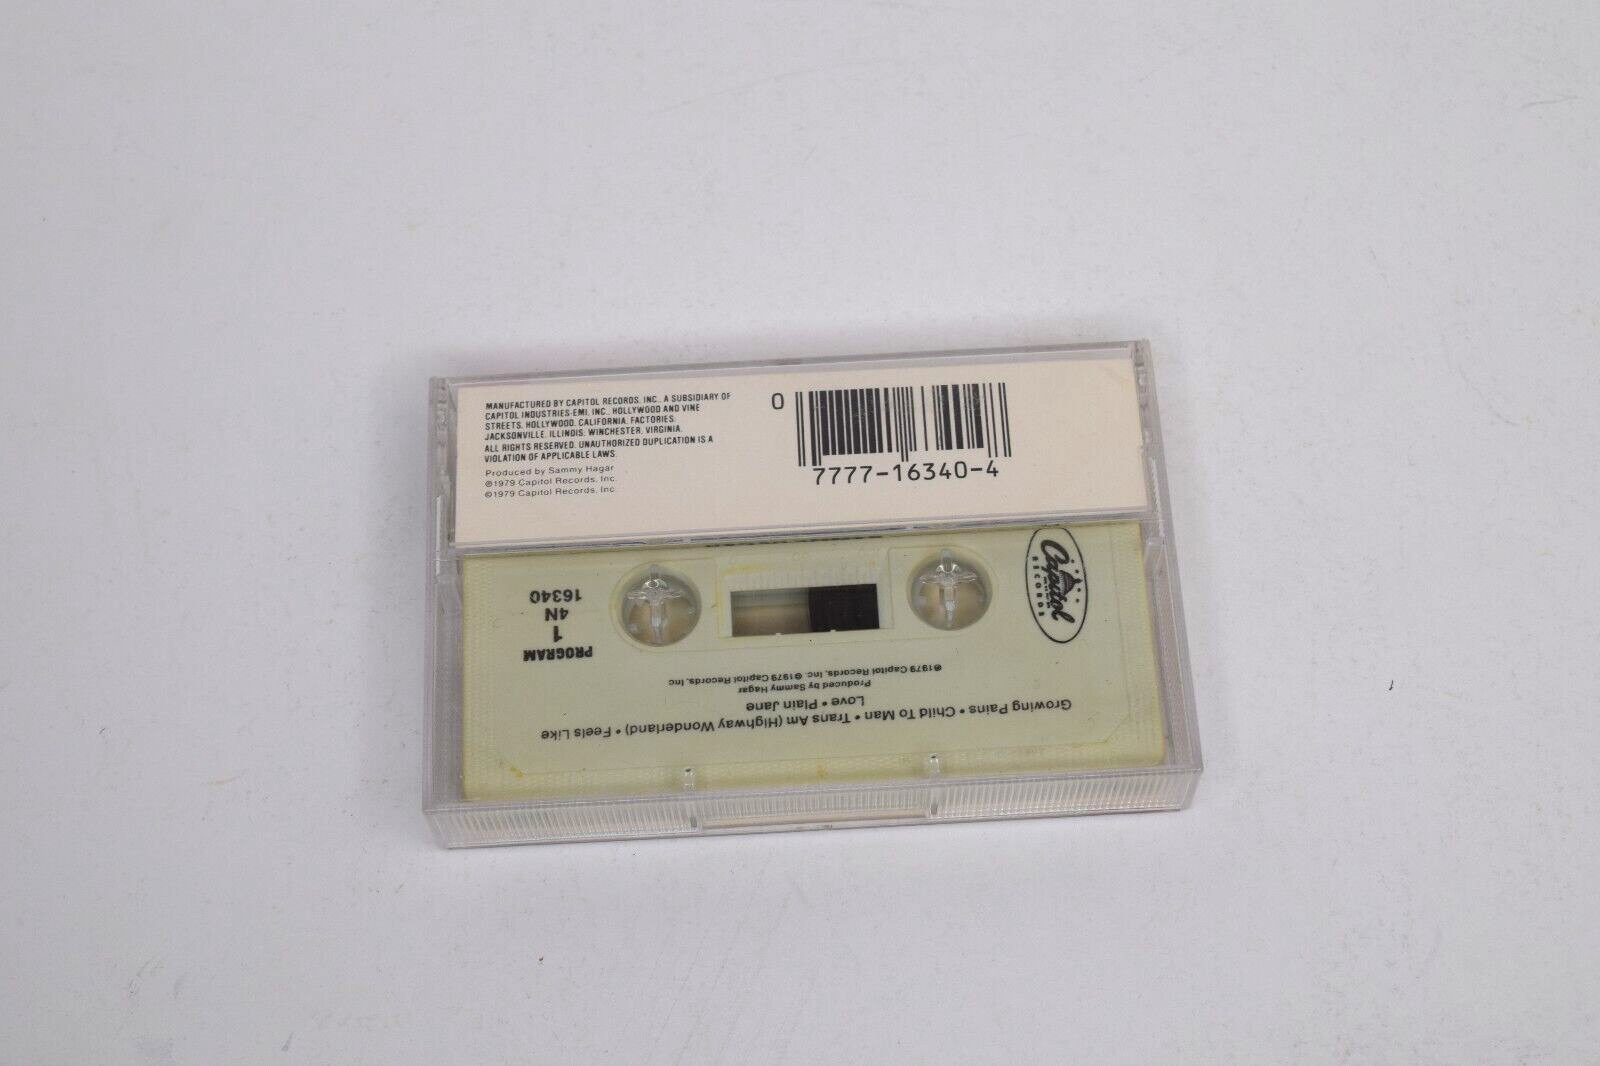 MANUFACTURED BY CAPITOL RECORDS, INC., A SUBSIDIARY OF
CAPITOL INDUSTRIES-EMI, INC., HOLLYWOOD AND VINE
STREETS, HOLLYWOOD, CALIFORNIA. FACTORIES:
JACKSONVILLE, ILLINOIS; WINCHESTER, VIRGINIA.
ALL RIGHTS RESERVED. UNAUTHORIZED DUPLICATION IS A
VIOLATION OF APPLICABLE LAWS.
Produced by Sammy Hagar
℗1979 Capitol Records, Inc.
©1979 Capitol Records, Inc.
0
7777-16340-4
Growing Pains • Child To Man • Trans Am (Highway Wonderland) • Feels Like
Love • Plain Jane
Produced by Sammy Hagar
℗1979 Capitol Records, Inc. ©1979 Capitol Records, Inc
PROGRAM
1
4N
16340
Capitol
RECORDS